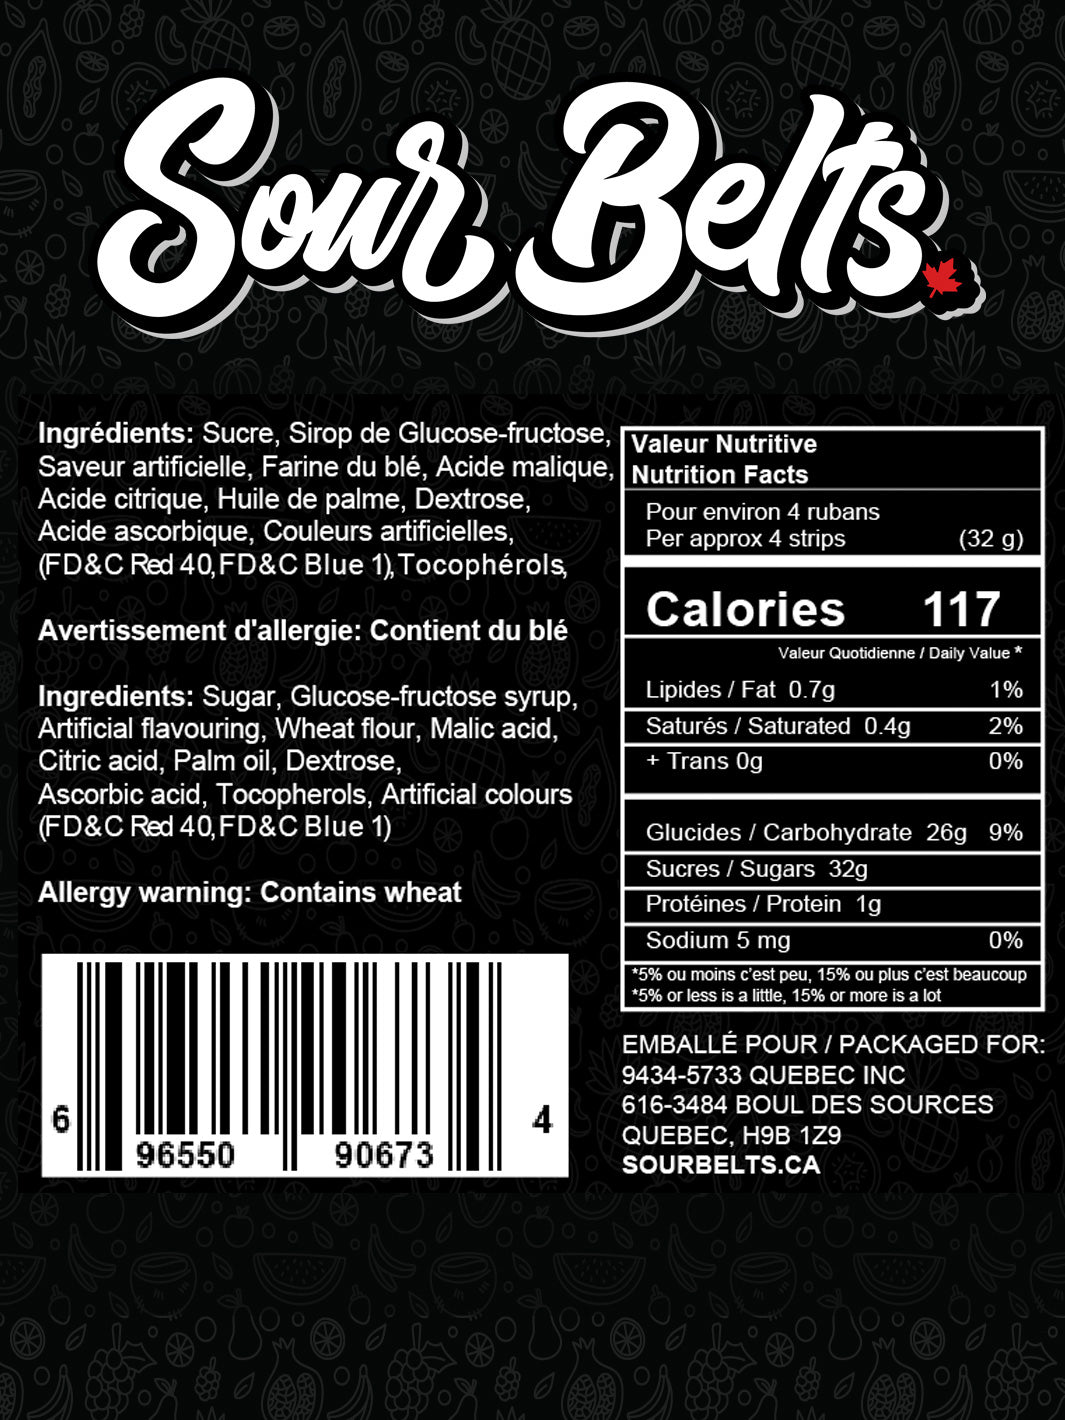 Sour Belts
Ingrédients: Sucre, Sirop de Glucose-fructose,
Saveur artificielle, Farine du blé, Acide malique,
Acide citrique, Huile de palme, Dextrose,
Acide ascorbique, Couleurs artificielles,
(FD&C Red 40,FD&C Blue 1),Tocophérols,
Avertissement d'allergie: Contient du blé
Ingredients: Sugar, Glucose-fructose syrup,
Artificial flavouring, Wheat flour, Malic acid,
Citric acid, Palm oil, Dextrose,
Ascorbic acid, Tocopherols, Artificial colours
(FD&C Red 40,FD&C Blue 1)
Allergy warning: Contains wheat
6 96550 90673 4
Valeur Nutritive
Nutrition Facts
Pour environ 4 rubans
Per approx 4 strips (32 g)
Calories 117
Valeur Quotidienne / Daily Value *
Lipides / Fat 0.7g 1%
Saturés / Saturated 0.4g 2%
+ Trans 0g 0%
Glucides / Carbohydrate 26g 9%
Sucres / Sugars 32g
Protéines / Protein 1g
Sodium 5 mg 0%
*5% ou moins c'est peu, 15% ou plus c'est beaucoup
*5% or less is a little, 15% or more is a lot
EMBALLÉ POUR / PACKAGED FOR:
9434-5733 QUEBEC INC
616-3484 BOUL DES SOURCES
QUEBEC, H9B 1Z9
SOURBELTS.CA